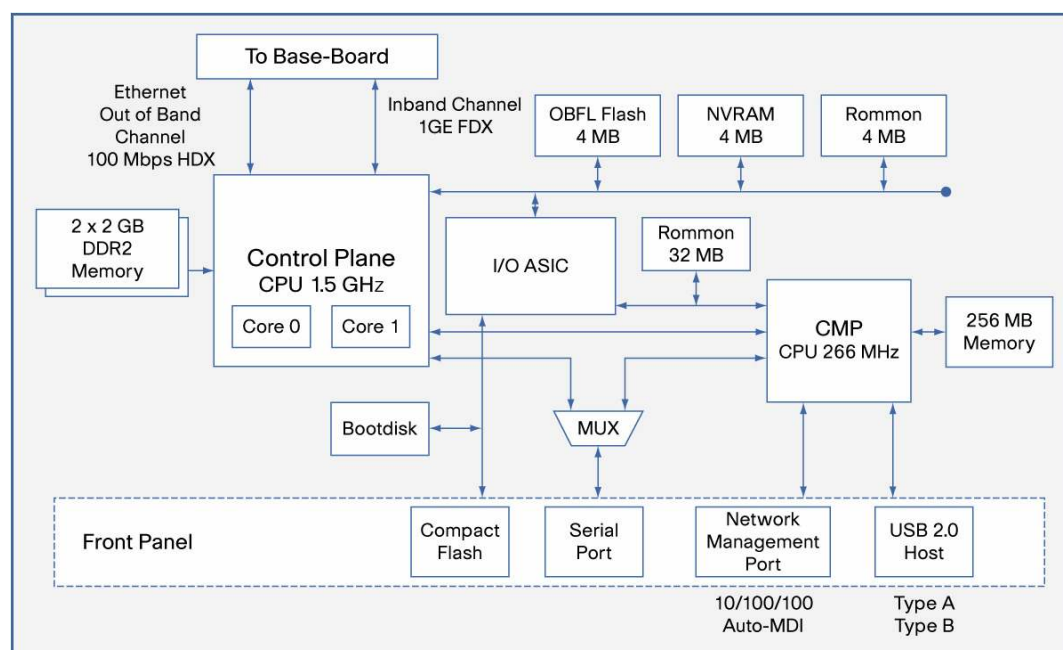 To Base-Board
Ethernet
Out of Band
Channel
100 Mbps HDX
Inband Channel
1GE FDX
OBFL Flash
4 MB
NVRAM
4 MB
Rommon
4 MB
2 x 2 GB
DDR2
Memory
Control Plane
CPU 1.5 GHz
Core 0
Core 1
I/O ASIC
Rommon
32 MB
CMP
CPU 266 MHz
256 MB
Memory
Bootdisk
MUX
Front Panel
Compact
Flash
Serial
Port
Network
Management
Port
USB 2.0
Host
10/100/100
Auto-MDI
Type A
Type B